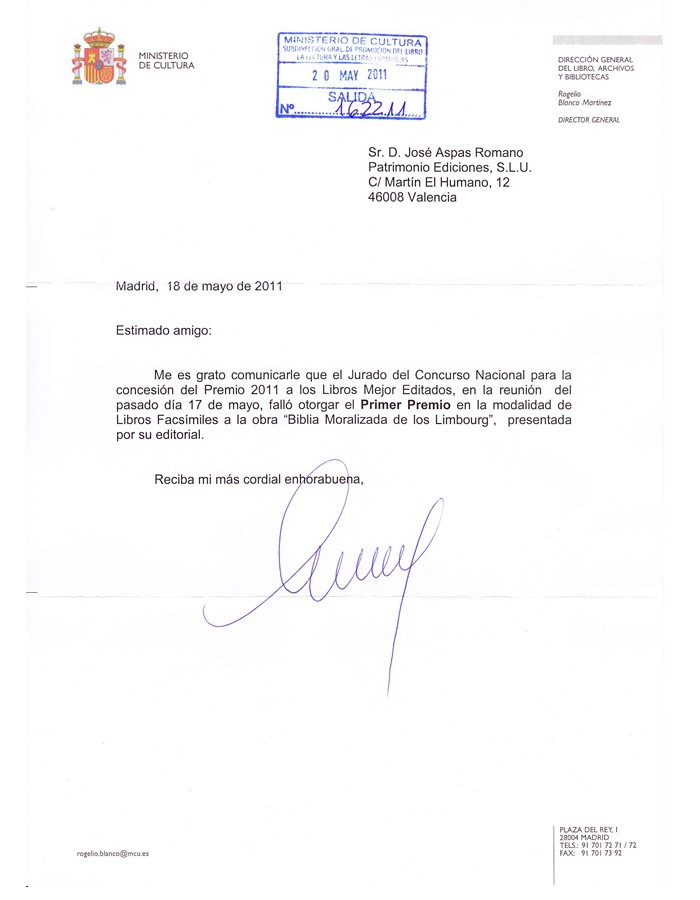 MINISTERIO
DE CULTURA
MINISTERIO DE CULTURA
SUBDIRECCIÓN GRAL. DE PROMOCIÓN DEL LIBRO
LA LECTURA Y LAS LETRAS ESPAÑOLAS
20 MAY 2011
SALIDA
Nº 162211
DIRECCIÓN GENERAL
DEL LIBRO, ARCHIVOS
Y BIBLIOTECAS
Rogelio
Blanco Martínez
DIRECTOR GENERAL
Sr. D. José Aspas Romano
Patrimonio Ediciones, S.L.U.
C/ Martín El Humano, 12
46008 Valencia
Madrid, 18 de mayo de 2011
Estimado amigo:
Me es grato comunicarle que el Jurado del Concurso Nacional para la
concesión del Premio 2011 a los Libros Mejor Editados, en la reunión del
pasado día 17 de mayo, falló otorgar el Primer Premio en la modalidad de
Libros Facsímiles a la obra “Biblia Moralizada de los Limbourg”, presentada
por su editorial.
Reciba mi más cordial enhorabuena,
rogelio.blanco@mcu.es
PLAZA DEL REY, 1
28004 MADRID
TELS.: 91 701 72 71 / 72
FAX: 91 701 73 92